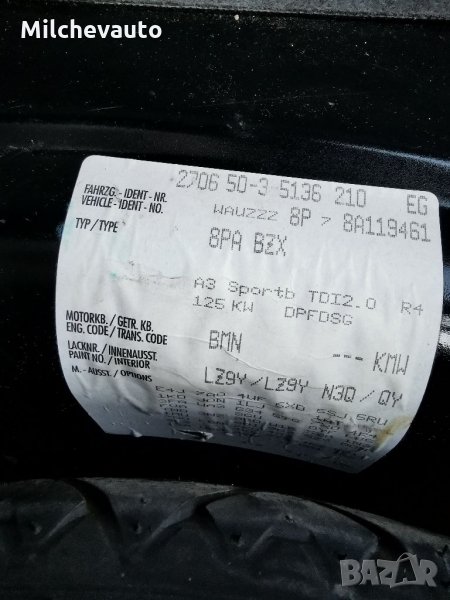 Milchevauto
2706 50-3 5136 210 EG
FAHRZG.-IDENT-NR.
VEHICLE-IDENT-NO.
WAUZZZ 8P > 8A119461
TYP/TYPE
8PA BZX
A3 Sportb TDI2.0 R4
125 KW DPFDSG
MOTORKB./GETR. KB.
ENG. CODE/TRANS. CODE
BMN --- KMW
LACKNR./INNENAUSST.
PAINT NO./INTERIOR
LZ9Y/LZ9Y N3Q/QY
M.-AUSST./OPTIONS
BAZAR